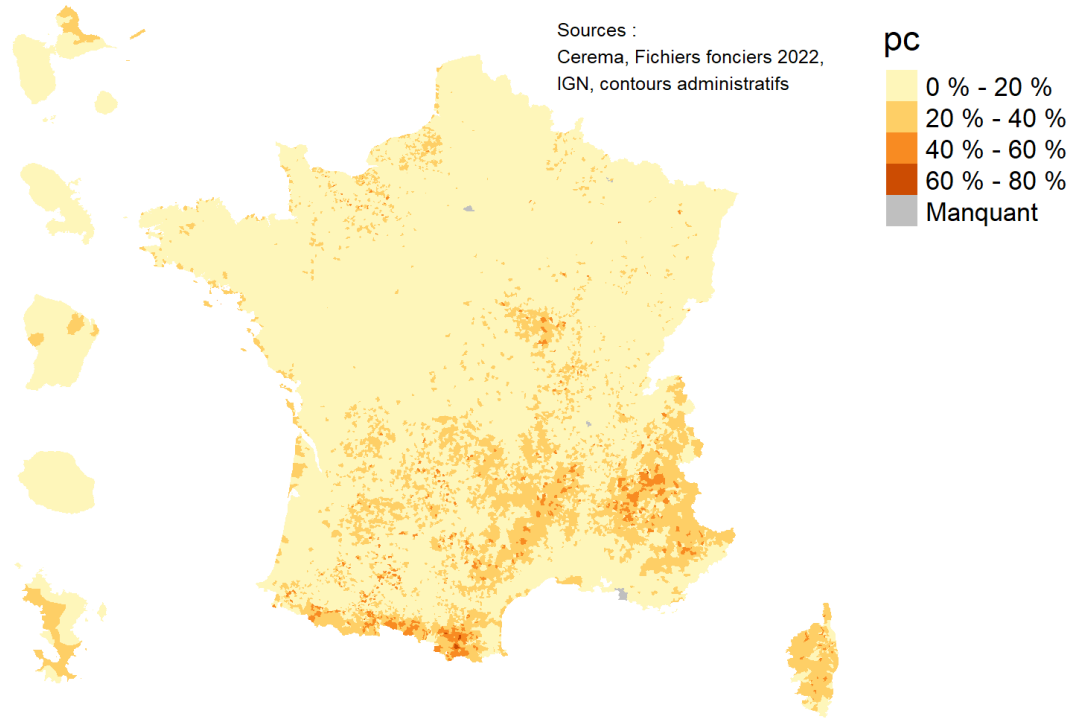 Sources :
Cerema, Fichiers fonciers 2022,
IGN, contours administratifs
pc
0 % - 20 %
20 % - 40 %
40 % - 60 %
60 % - 80 %
Manquant